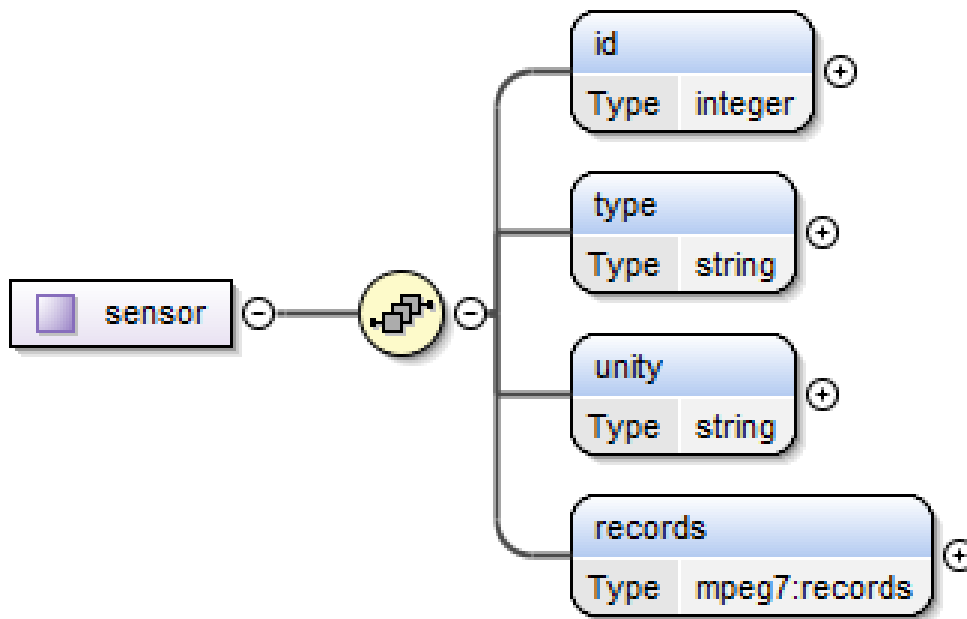 id
Type integer
type
Type string
sensor
unity
Type string
records
Type mpeg7:records